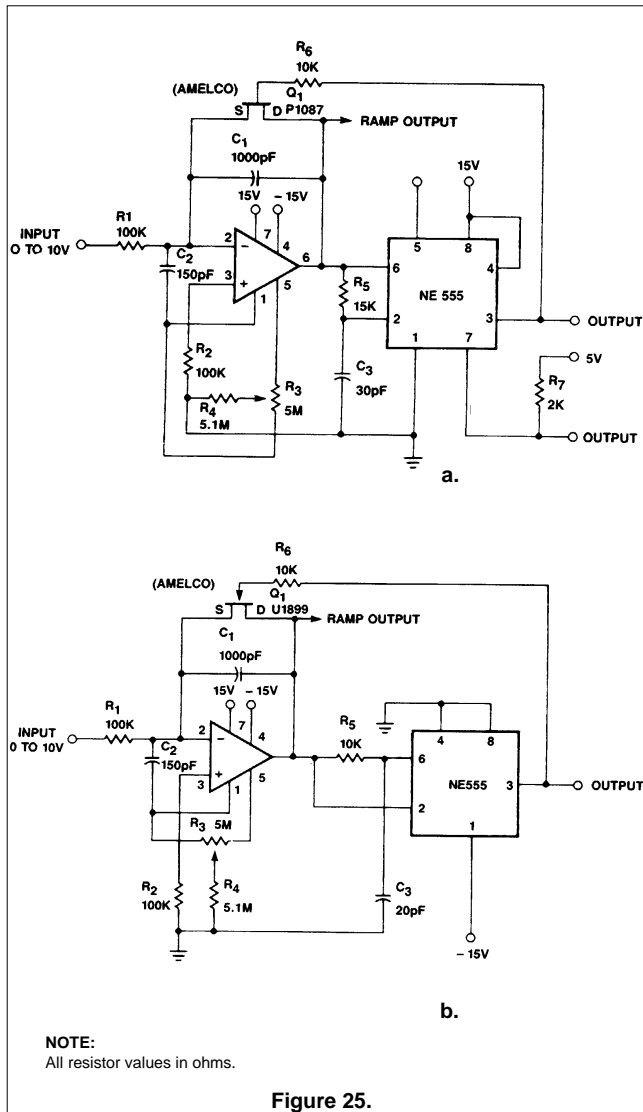 R6
10K
(AMELCO)
Q1
P1087
S
D
RAMP OUTPUT
C1
1000pF
15V
– 15V
15V
INPUT
0 TO 10V
R1
100K
2
–
7
4
6
5
8
C2
150pF
3
+
5
1
6
NE 555
4
R5
15K
2
3
OUTPUT
1
7
5V
R2
100K
R3
5M
C3
30pF
R7
2K
R4
5.1M
OUTPUT
a.
R6
10K
(AMELCO)
Q1
U1899
S
D
RAMP OUTPUT
C1
1000pF
15V
– 15V
INPUT
0 TO 10V
R1
100K
2
–
7
4
R5
10K
4
8
6
C2
150pF
3
+
5
1
NE555
3
OUTPUT
2
R3
5M
1
R2
100K
R4
5.1M
C3
20pF
– 15V
b.
NOTE:
All resistor values in ohms.
Figure 25.